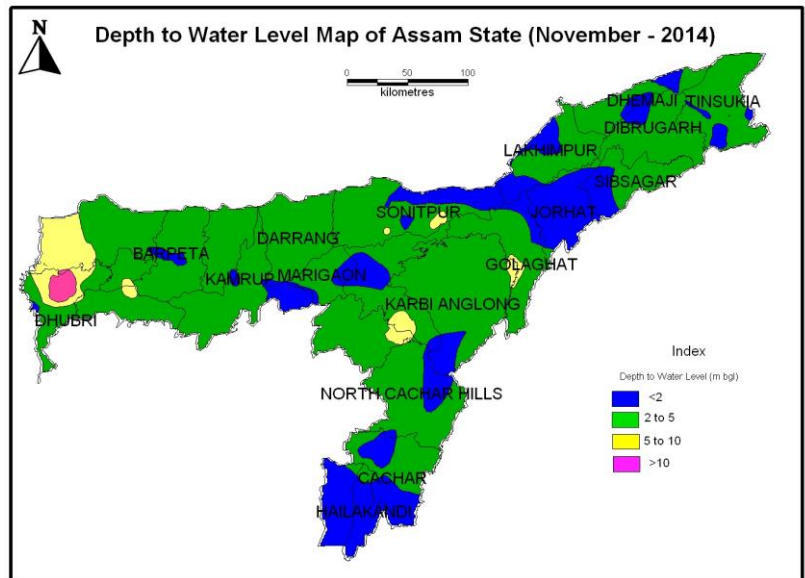 N
Depth to Water Level Map of Assam State (November - 2014)
0 50 100
kilometres
DHEMAJI
TINSUKIA
DIBRUGARH
LAKHIMPUR
SIBSAGAR
SONITPUR
JORHAT
DARRANG
BARPETA
GOLAGHAT
KAMRUP
MARIGAON
KARBI ANGLONG
DHUBRI
NORTH CACHAR HILLS
CACHAR
HAILAKANDI
Index
Depth to Water Level (m bgl)
<2
2 to 5
5 to 10
>10